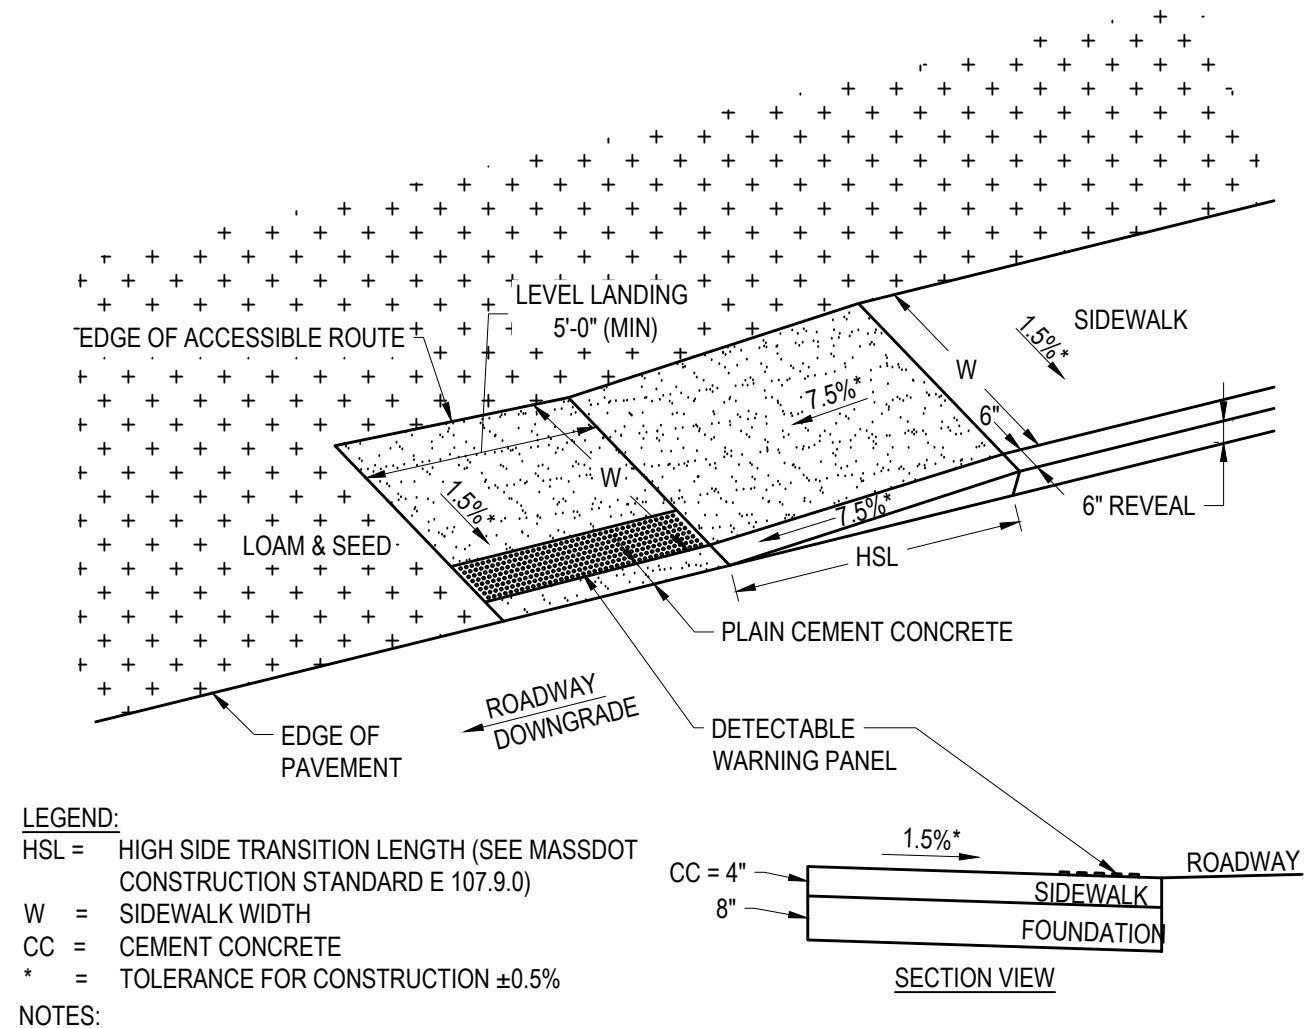 LEVEL LANDING
5'-0" (MIN)
EDGE OF ACCESSIBLE ROUTE
SIDEWALK
1.5%*
W
7.5%*
6"
W
1.5%*
7.5%*
6" REVEAL
LOAM & SEED
HSL
PLAIN CEMENT CONCRETE
ROADWAY
DOWNGRADE
EDGE OF
PAVEMENT
DETECTABLE
WARNING PANEL
LEGEND:
HSL = HIGH SIDE TRANSITION LENGTH (SEE MASSDOT
CONSTRUCTION STANDARD E 107.9.0)
W = SIDEWALK WIDTH
CC = CEMENT CONCRETE
* = TOLERANCE FOR CONSTRUCTION ±0.5%
NOTES:
1.5%*
ROADWAY
CC = 4"
SIDEWALK
8"
FOUNDATION
SECTION VIEW